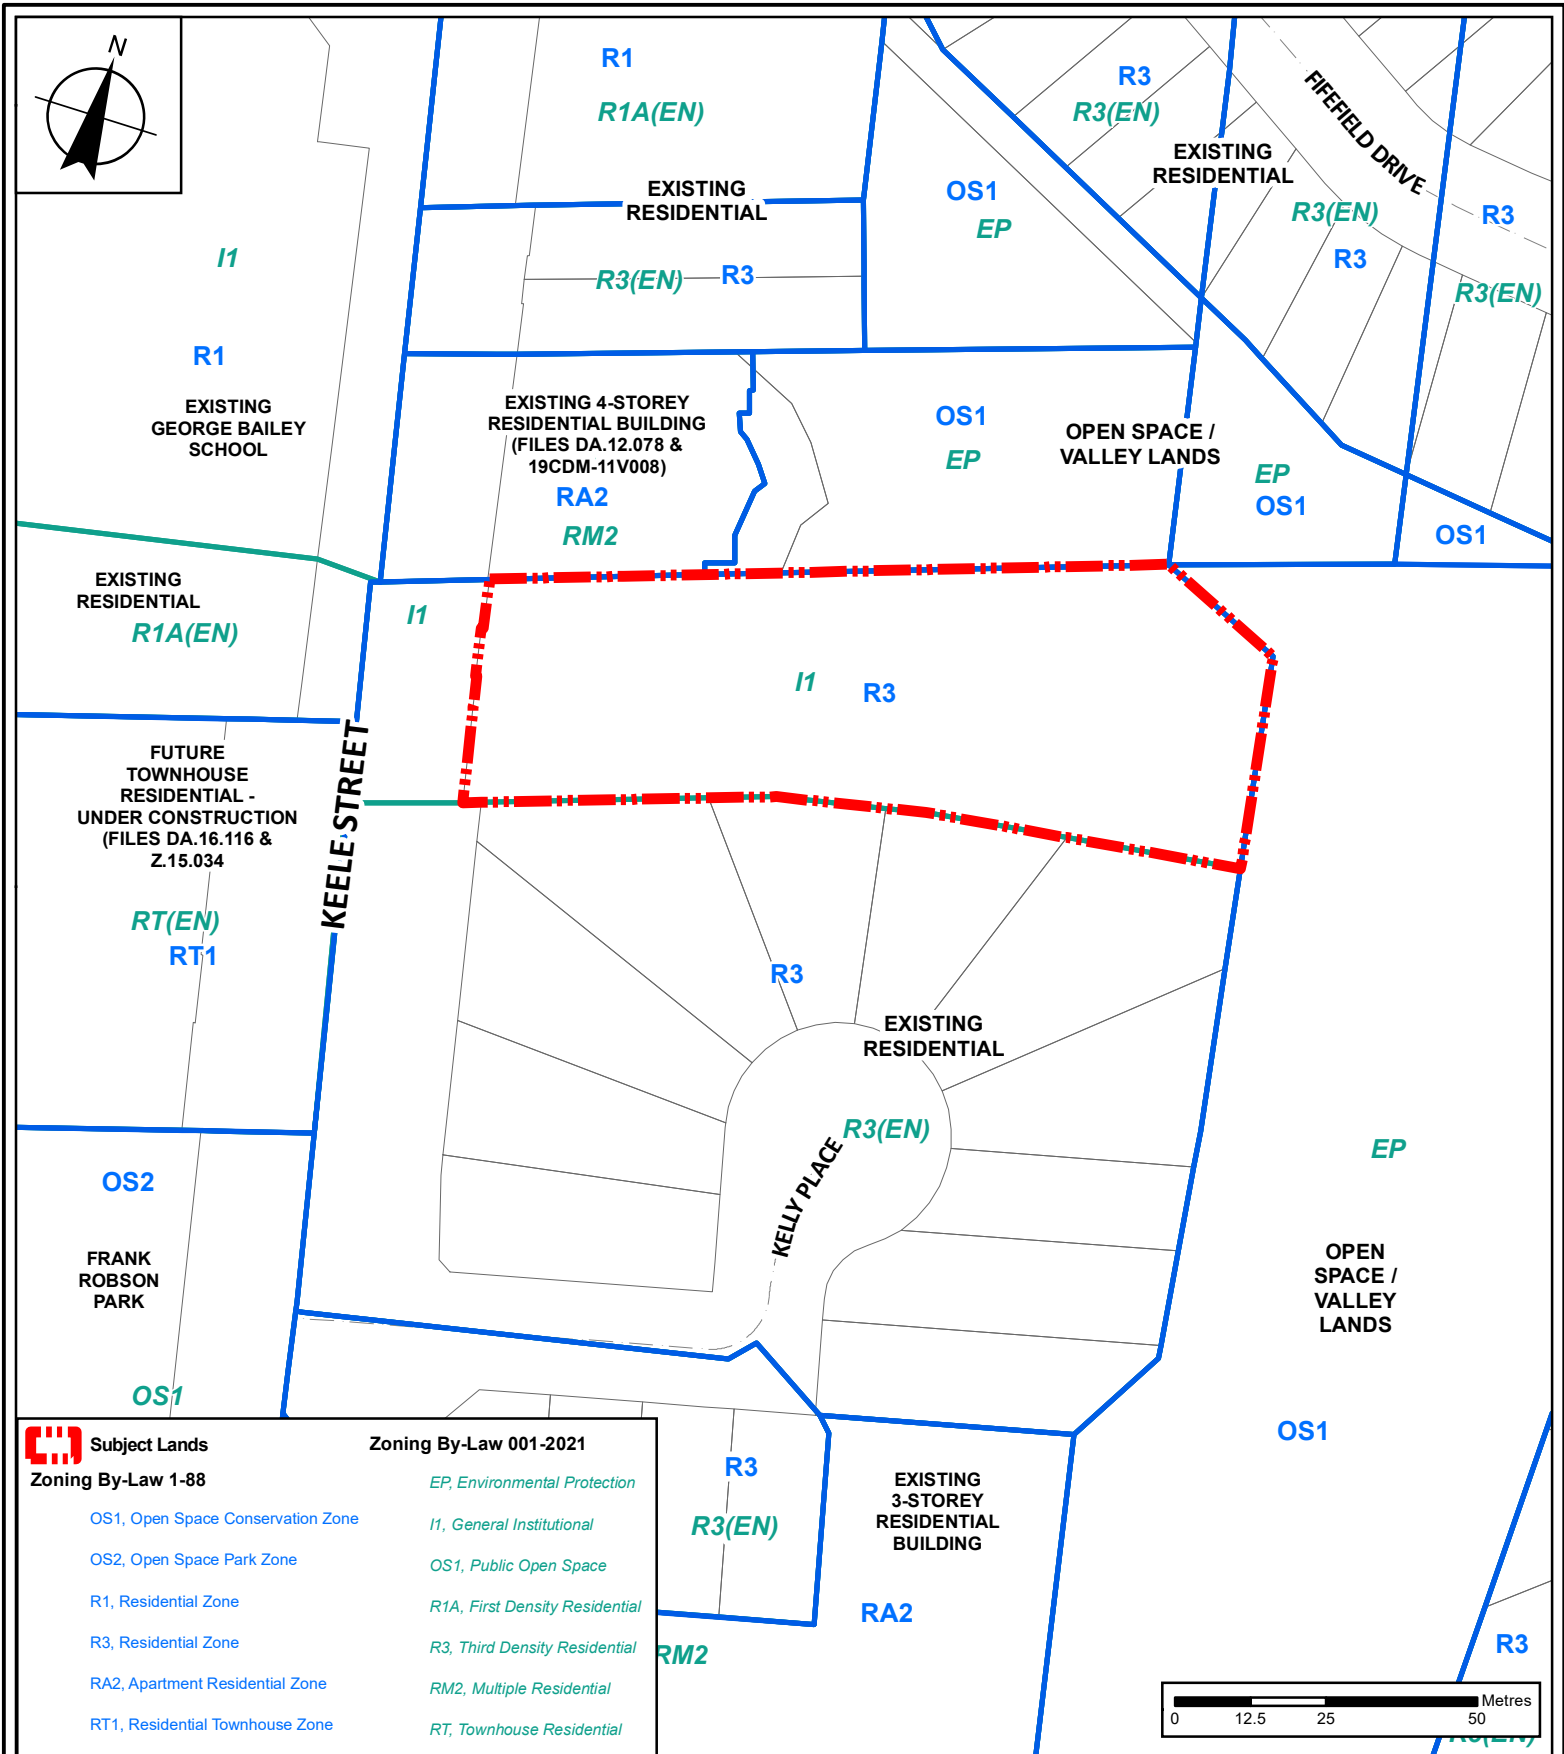 N
R1
R1A(EN)
EXISTING
RESIDENTIAL
R3(EN)
R3
I1
R1
EXISTING
GEORGE BAILEY
SCHOOL
OS1
EP
R3
R3(EN)
EXISTING
RESIDENTIAL
FIFEFIELD DRIVE
R3(EN)
R3
R3
R3(EN)
EXISTING 4-STOREY
RESIDENTIAL BUILDING
(FILES DA.12.078 &
19CDM-11V008)
RA2
RM2
OS1
EP
OPEN SPACE /
VALLEY LANDS
EP
OS1
OS1
EXISTING
RESIDENTIAL
R1A(EN)
I1
I1
R3
FUTURE
TOWNHOUSE
RESIDENTIAL -
UNDER CONSTRUCTION
(FILES DA.16.116 &
Z.15.034
RT(EN)
RT1
KEELE STREET
R3
EXISTING
RESIDENTIAL
R3(EN)
KELLY PLACE
EP
OPEN
SPACE /
VALLEY
LANDS
OS1
OS2
FRANK
ROBSON
PARK
OS1
R3
R3(EN)
EXISTING
3-STOREY
RESIDENTIAL
BUILDING
RA2
RM2
R3
R3(EN)
Subject Lands
Zoning By-Law 1-88
OS1, Open Space Conservation Zone
OS2, Open Space Park Zone
R1, Residential Zone
R3, Residential Zone
RA2, Apartment Residential Zone
RT1, Residential Townhouse Zone
Zoning By-Law 001-2021
EP, Environmental Protection
I1, General Institutional
OS1, Public Open Space
R1A, First Density Residential
R3, Third Density Residential
RM2, Multiple Residential
RT, Townhouse Residential
Metres
0 12.5 25 50